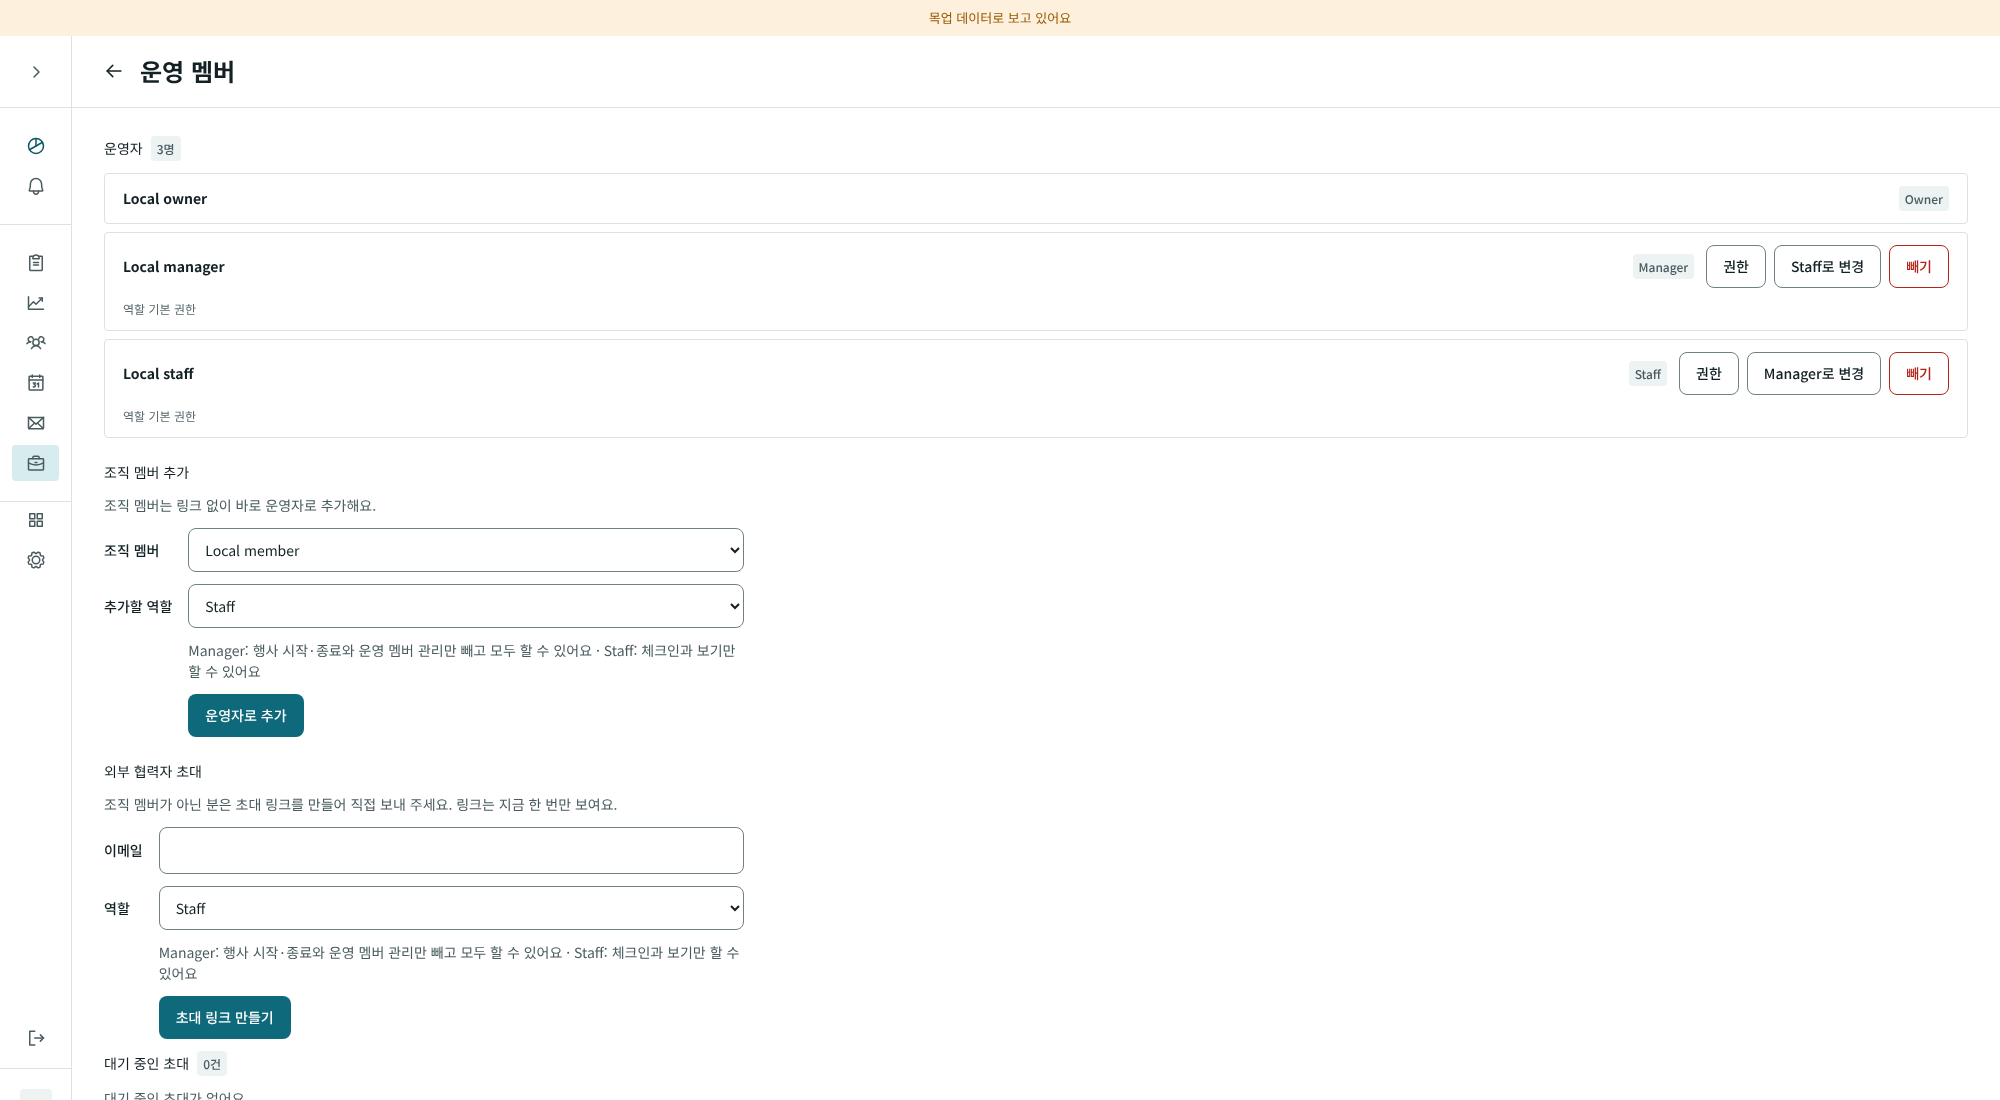 목업 데이터로 보고 있어요
운영 멤버
운영자 3명
Local owner Owner
Local manager Manager 권한 Staff로 변경 빼기
역할 기본 권한
Local staff Staff 권한 Manager로 변경 빼기
역할 기본 권한
조직 멤버 추가
조직 멤버는 링크 없이 바로 운영자로 추가해요.
조직 멤버 Local member
추가할 역할 Staff
Manager: 행사 시작·종료와 운영 멤버 관리만 빼고 모두 할 수 있어요 · Staff: 체크인과 보기만
할 수 있어요
운영자로 추가
외부 협력자 초대
조직 멤버가 아닌 분은 초대 링크를 만들어 직접 보내 주세요. 링크는 지금 한 번만 보여요.
이메일
역할 Staff
Manager: 행사 시작·종료와 운영 멤버 관리만 빼고 모두 할 수 있어요 · Staff: 체크인과 보기만 할 수
있어요
초대 링크 만들기
대기 중인 초대 0건
대기 중인 초대가 없어요